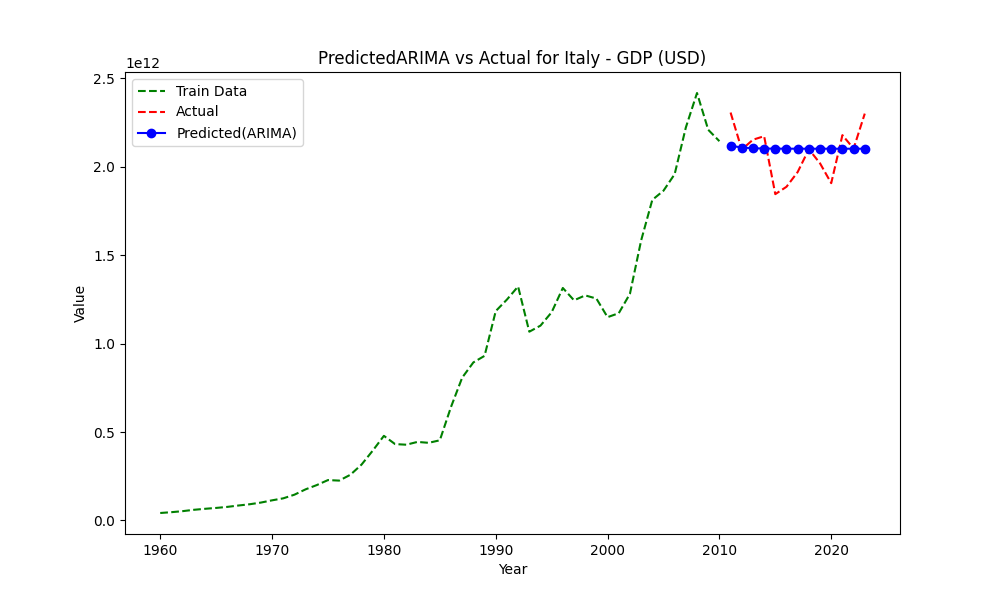 PredictedARIMA vs Actual for Italy - GDP (USD)
1e12
2.5
2.0
1.5
1.0
0.5
0.0
Value
Train Data
Actual
Predicted(ARIMA)
1960 1970 1980 1990 2000 2010 2020
Year